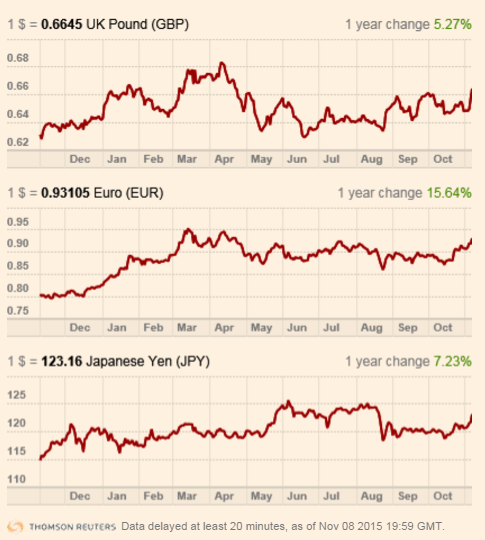 1 $ = 0.6645 UK Pound (GBP) 1 year change 5.27%
0.68
0.66
0.64
0.62
Dec Jan Feb Mar Apr May Jun Jul Aug Sep Oct
1 $ = 0.93105 Euro (EUR) 1 year change 15.64%
0.95
0.90
0.85
0.80
0.75
Dec Jan Feb Mar Apr May Jun Jul Aug Sep Oct
1 $ = 123.16 Japanese Yen (JPY) 1 year change 7.23%
125
120
115
110
Dec Jan Feb Mar Apr May Jun Jul Aug Sep Oct
THOMSON REUTERS Data delayed at least 20 minutes, as of Nov 08 2015 19:59 GMT.